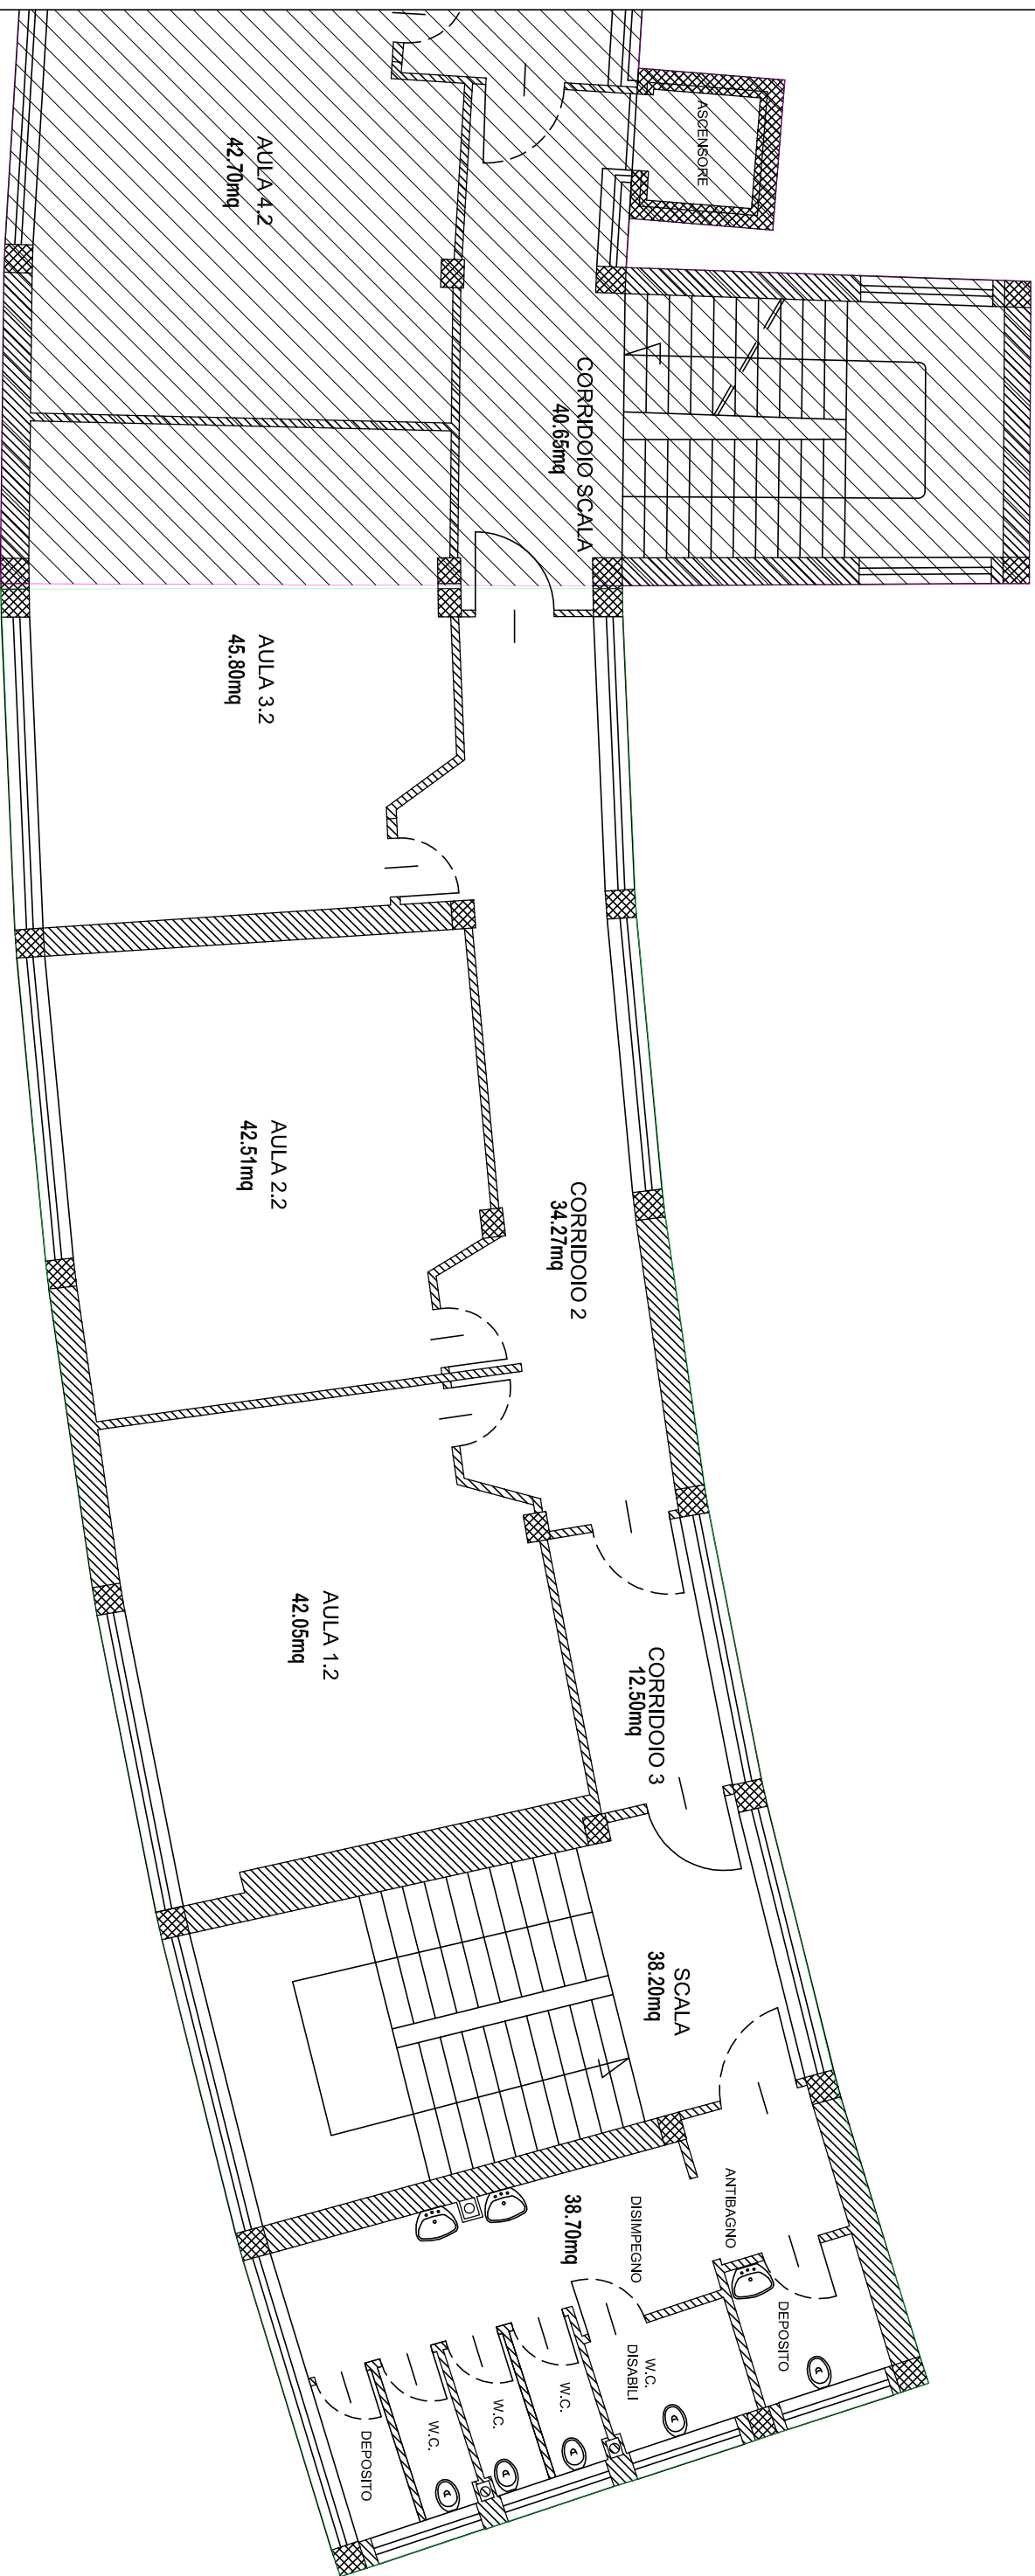 ASCENSORE
AULA 4.2
42.70mq
CORRIDOIO SCALA
40.65mq
AULA 3.2
45.80mq
AULA 2.2
42.51mq
CORRIDOIO 2
34.27mq
AULA 1.2
42.05mq
CORRIDOIO 3
12.50mq
SCALA
38.20mq
ANTIBAGNO
DISIMPEGNO
38.70mq
DEPOSITO
W.C.
DISABILI
W.C.
W.C.
W.C.
DEPOSITO